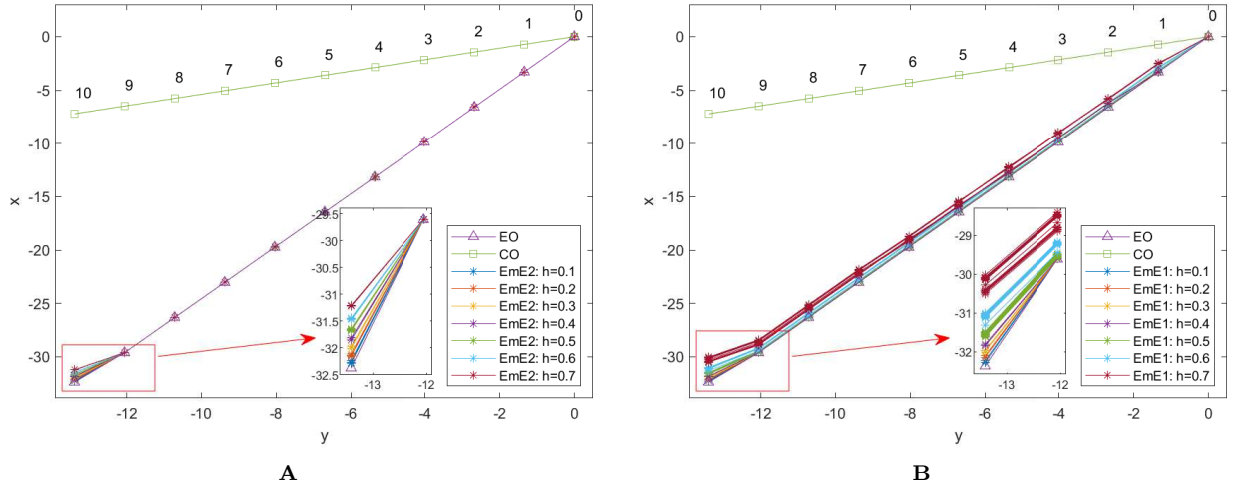 0
1
2
3
4
5
6
7
8
9
10
0
-5
-10
-15
-20
-25
-30
x
-29.5
-30
-30.5
-31
-31.5
-32
-32.5
-13
-12
EO
CO
EmE2: h=0.1
EmE2: h=0.2
EmE2: h=0.3
EmE2: h=0.4
EmE2: h=0.5
EmE2: h=0.6
EmE2: h=0.7
-12
-10
-8
-6
-4
-2
0
y
A
0
1
2
3
4
5
6
7
8
9
10
0
-5
-10
-15
-20
-25
-30
x
-29
-30
-31
-32
-13
-12
EO
CO
EmE1: h=0.1
EmE1: h=0.2
EmE1: h=0.3
EmE1: h=0.4
EmE1: h=0.5
EmE1: h=0.6
EmE1: h=0.7
-12
-10
-8
-6
-4
-2
0
y
B